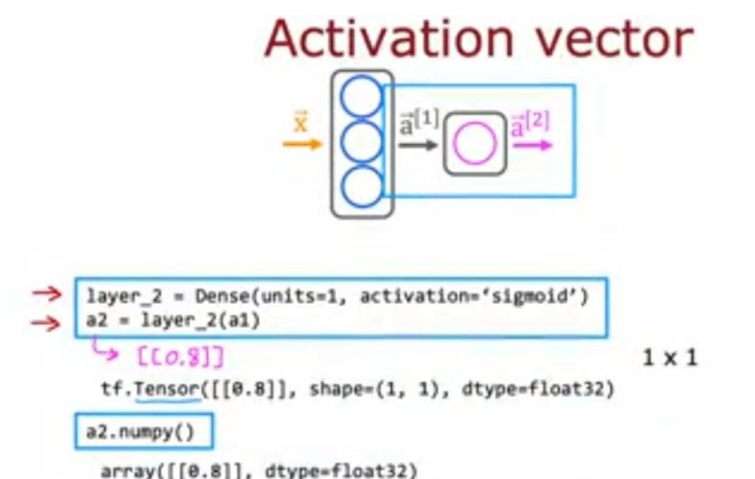 Activation vector
x⃗ a⃗[1] a⃗[2]
layer_2 = Dense(units=1, activation=‘sigmoid’)
a2 = layer_2(a1)
[[0.8]] 1 x 1
tf.Tensor([[0.8]], shape=(1, 1), dtype=float32)
a2.numpy()
array([[0.8]], dtype=float32)